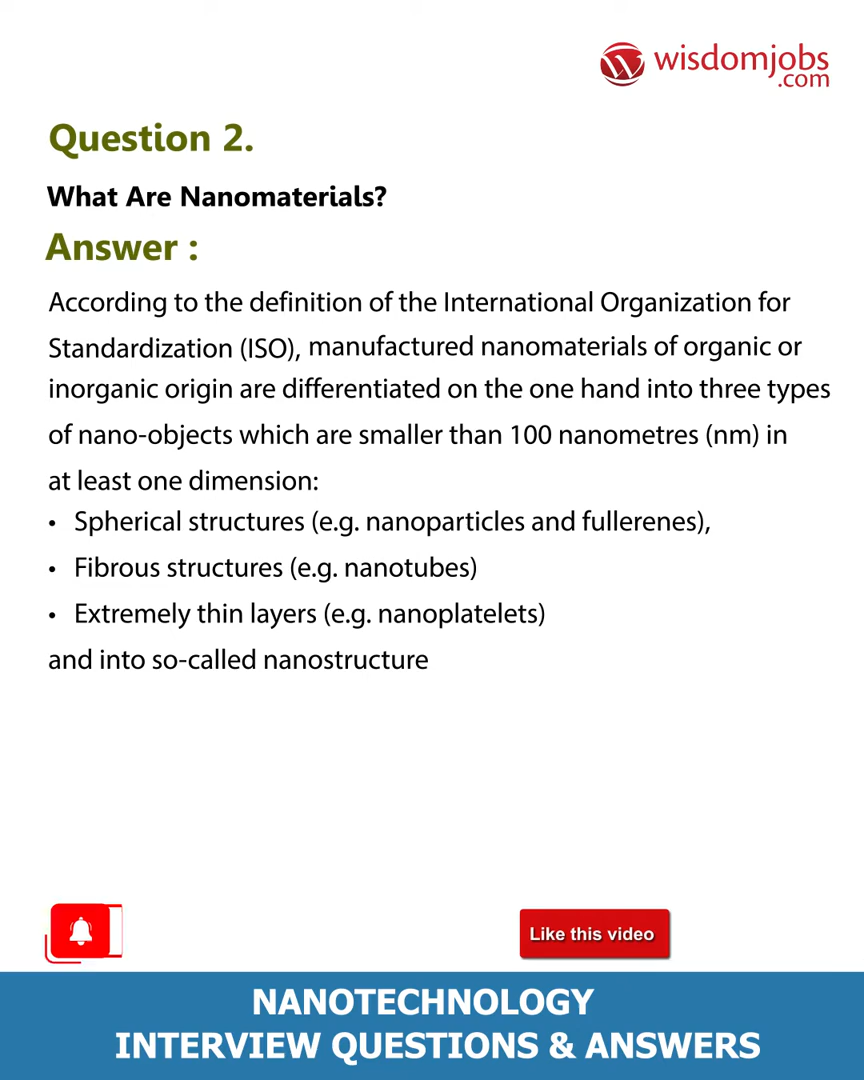 wisdomjobs
.com
Question 2.
What Are Nanomaterials?
Answer :
According to the definition of the International Organization for
Standardization (ISO), manufactured nanomaterials of organic or
inorganic origin are differentiated on the one hand into three types
of nano-objects which are smaller than 100 nanometres (nm) in
at least one dimension:
• Spherical structures (e.g. nanoparticles and fullerenes),
• Fibrous structures (e.g. nanotubes)
• Extremely thin layers (e.g. nanoplatelets)
and into so-called nanostructure
Like this video
NANOTECHNOLOGY
INTERVIEW QUESTIONS & ANSWERS